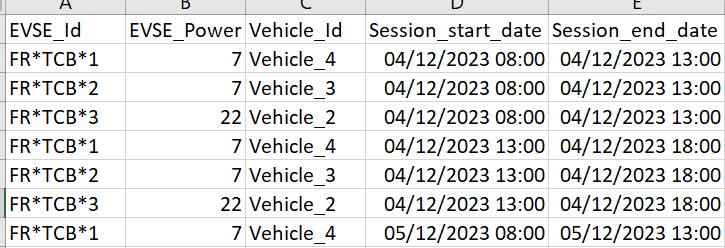 A B C D E
EVSE_Id EVSE_Power Vehicle_Id Session_start_date Session_end_date
FR*TCB*1 7 Vehicle_4 04/12/2023 08:00 04/12/2023 13:00
FR*TCB*2 7 Vehicle_3 04/12/2023 08:00 04/12/2023 13:00
FR*TCB*3 22 Vehicle_2 04/12/2023 08:00 04/12/2023 13:00
FR*TCB*1 7 Vehicle_4 04/12/2023 13:00 04/12/2023 18:00
FR*TCB*2 7 Vehicle_3 04/12/2023 13:00 04/12/2023 18:00
FR*TCB*3 22 Vehicle_2 04/12/2023 13:00 04/12/2023 18:00
FR*TCB*1 7 Vehicle_4 05/12/2023 08:00 05/12/2023 13:00